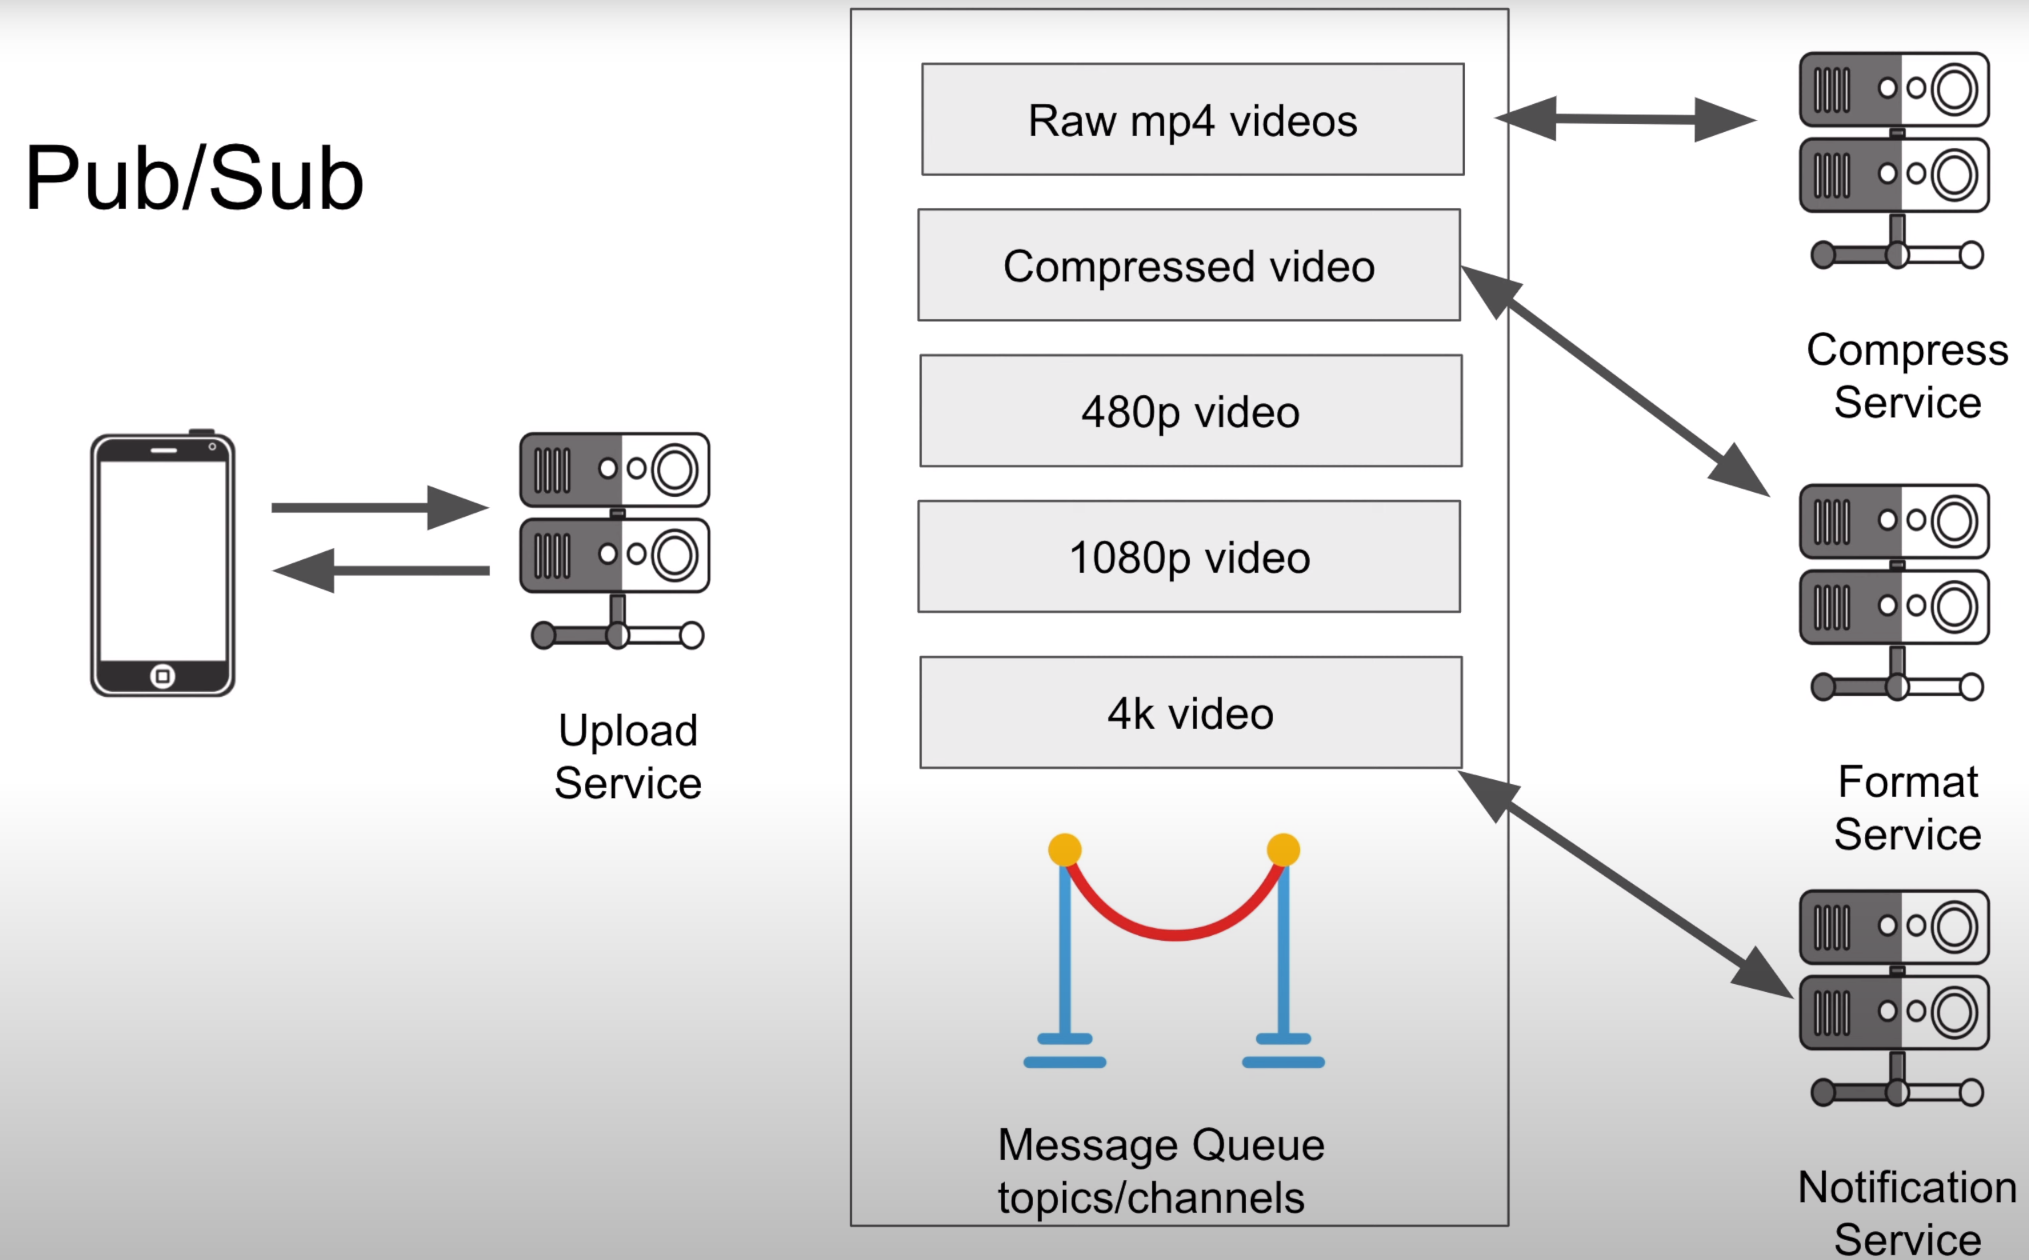 Pub/Sub
Upload
Service
Raw mp4 videos
Compressed video
480p video
1080p video
4k video
Message Queue
topics/channels
Compress
Service
Format
Service
Notification
Service